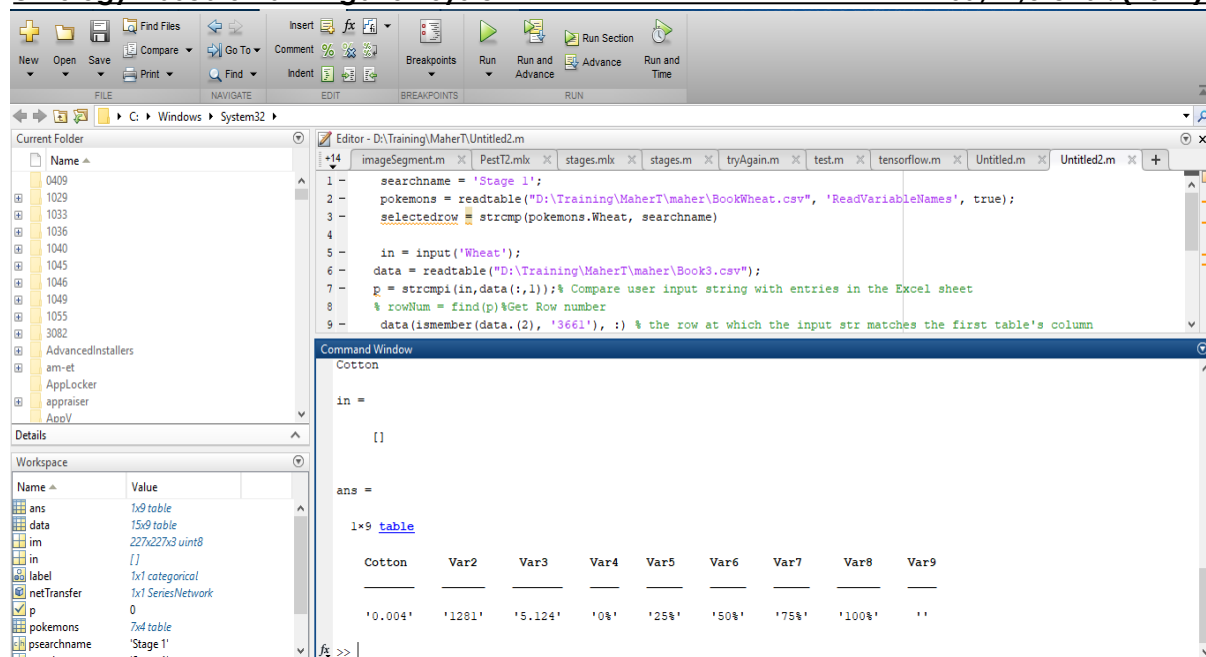 Find Files
Insert fx
New Open Save Compare Go To Comment Breakpoints Run Run and Advance Run Section Advance Run and Time
Print Find Indent
FILE NAVIGATE EDIT BREAKPOINTS RUN
C: Windows System32
Current Folder
Name
0409
1029
1033
1036
1040
1045
1046
1049
1055
3082
AdvancedInstallers
am-et
AppLocker
appraiser
AppV
Details
Workspace
Name Value
ans 1x9 table
data 15x9 table
im 227x227x3 uint8
in []
label 1x1 categorical
netTransfer 1x1 SeriesNetwork
p 0
pokemons 7x4 table
psearchname 'Stage 1'
Editor - D:\Training\MaherT\Untitled2.m
+14 imageSegment.m PestT2.mlx stages.mlx stages.m tryAgain.m test.m tensorflow.m Untitled.m Untitled2.m +
1 - searchname = 'Stage 1';
2 - pokemons = readtable("D:\Training\MaherT\maher\BookWheat.csv", 'ReadVariableNames', true);
3 - selectedrow = strcmp(pokemons.Wheat, searchname)
4
5 - in = input('Wheat');
6 - data = readtable("D:\Training\MaherT\maher\Book3.csv");
7 - p = strcmpi(in,data(:,1));% Compare user input string with entries in the Excel sheet
8 % rowNum = find(p)%Get Row number
9 - data(ismember(data.(2), '3661'), :) % the row at which the input str matches the first table's column
Command Window
Cotton
in =
[]
ans =
1×9 table
Cotton Var2 Var3 Var4 Var5 Var6 Var7 Var8 Var9
'0.004' '1281' '5.124' '0%' '25%' '50%' '75%' '100%' ''
fx >>